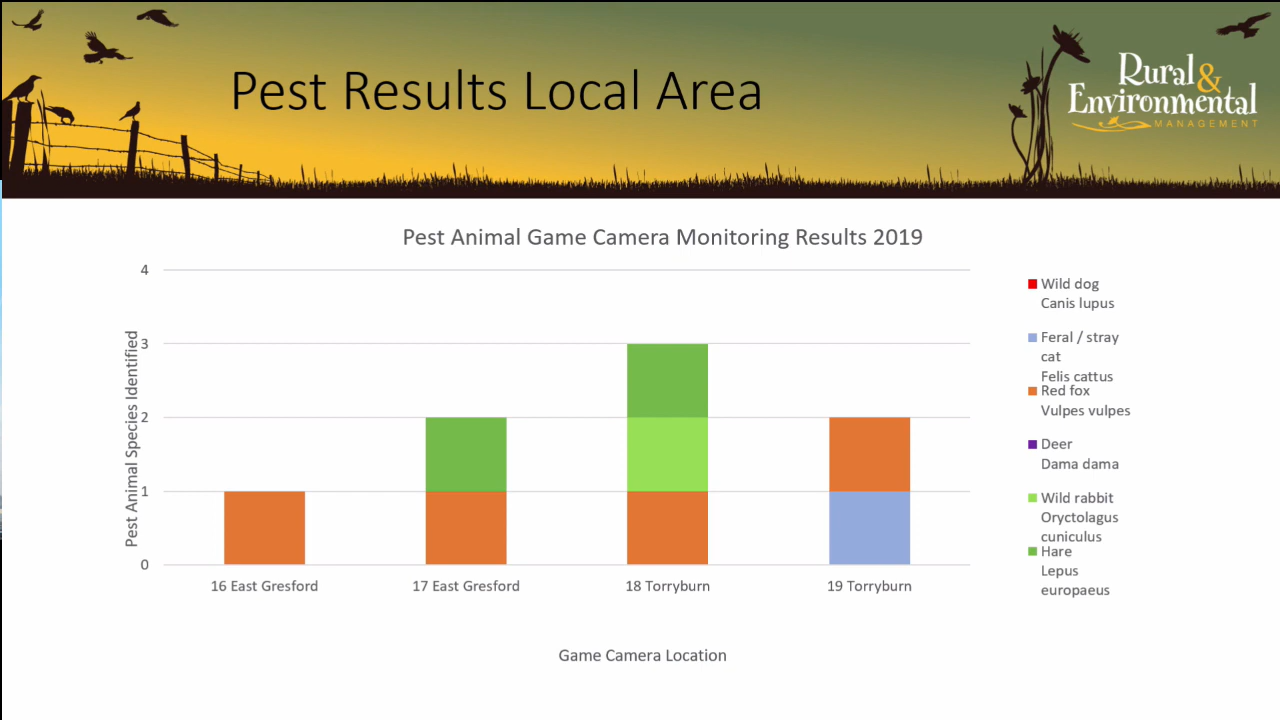 Pest Results Local Area
Rural &
Environmental
MANAGEMENT
Pest Animal Game Camera Monitoring Results 2019
Pest Animal Species Identified
4
3
2
1
0
16 East Gresford
17 East Gresford
18 Torryburn
19 Torryburn
Game Camera Location
Wild dog
Canis lupus
Feral / stray
cat
Felis cattus
Red fox
Vulpes vulpes
Deer
Dama dama
Wild rabbit
Oryctolagus
cuniculus
Hare
Lepus
europaeus